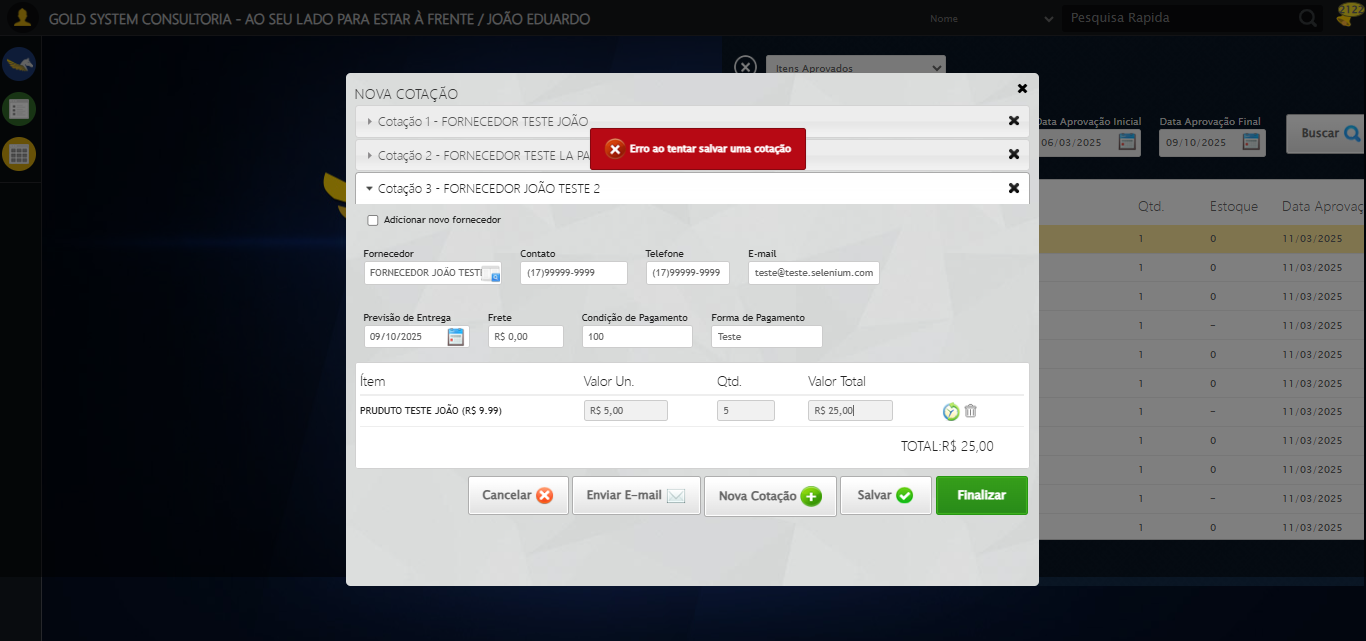 GOLD SYSTEM CONSULTORIA - AO SEU LADO PARA ESTAR À FRENTE / JOÃO EDUARDO
Nome
Pesquisa Rapida
2122
Itens Aprovados
NOVA COTAÇÃO
Cotação 1 - FORNECEDOR TESTE JOÃO
Cotação 2 - FORNECEDOR TESTE LA PA
Erro ao tentar salvar uma cotação
Cotação 3 - FORNECEDOR JOÃO TESTE 2
Data Aprovação Inicial Data Aprovação Final
06/03/2025 09/10/2025 Buscar
Adicionar novo fornecedor
Fornecedor Contato Telefone E-mail
FORNECEDOR JOÃO TEST (17)99999-9999 (17)99999-9999 teste@teste.selenium.com
Previsão de Entrega Frete Condição de Pagamento Forma de Pagamento
09/10/2025 R$ 0,00 100 Teste
Ítem Valor Un. Qtd. Valor Total
PRUDUTO TESTE JOÃO (R$ 9.99) R$ 5,00 5 R$ 25,00
TOTAL:R$ 25,00
Cancelar Enviar E-mail Nova Cotação Salvar Finalizar
Qtd. Estoque Data Aprovaç
1 0 11/03/2025
1 0 11/03/2025
1 0 11/03/2025
1 - 11/03/2025
1 0 11/03/2025
1 0 11/03/2025
1 - 11/03/2025
1 0 11/03/2025
1 0 11/03/2025
1 - 11/03/2025
1 0 11/03/2025